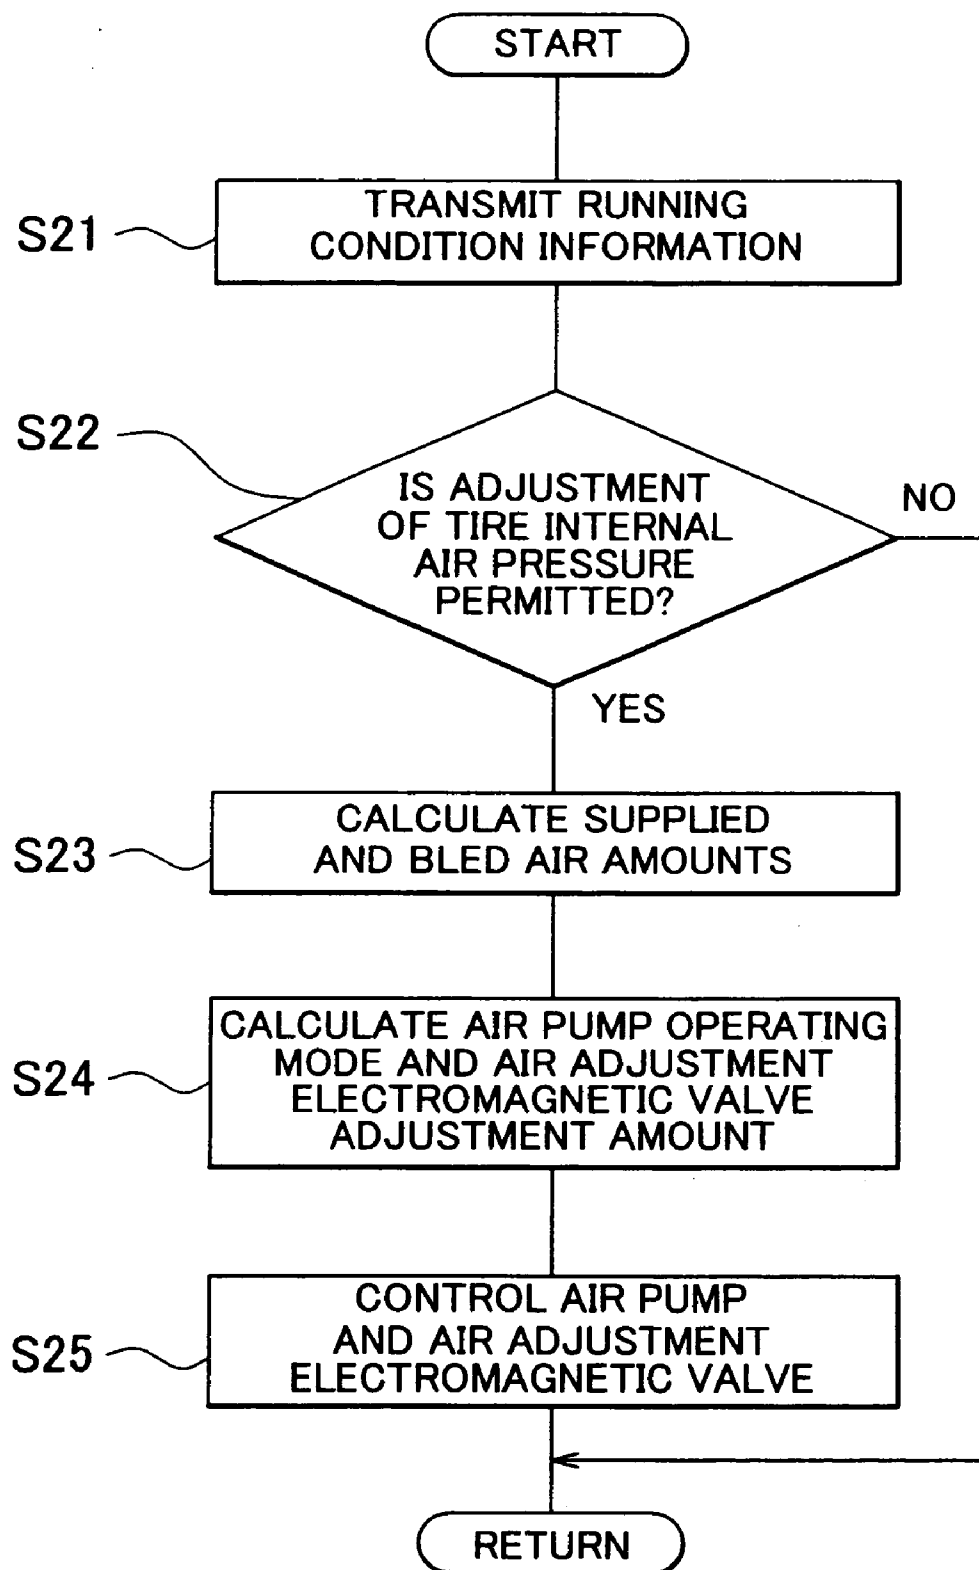 START
S21
TRANSMIT RUNNING
CONDITION INFORMATION
S22
IS ADJUSTMENT
OF TIRE INTERNAL
AIR PRESSURE
PERMITTED?
NO
YES
S23
CALCULATE SUPPLIED
AND BLED AIR AMOUNTS
S24
CALCULATE AIR PUMP OPERATING
MODE AND AIR ADJUSTMENT
ELECTROMAGNETIC VALVE
ADJUSTMENT AMOUNT
S25
CONTROL AIR PUMP
AND AIR ADJUSTMENT
ELECTROMAGNETIC VALVE
RETURN